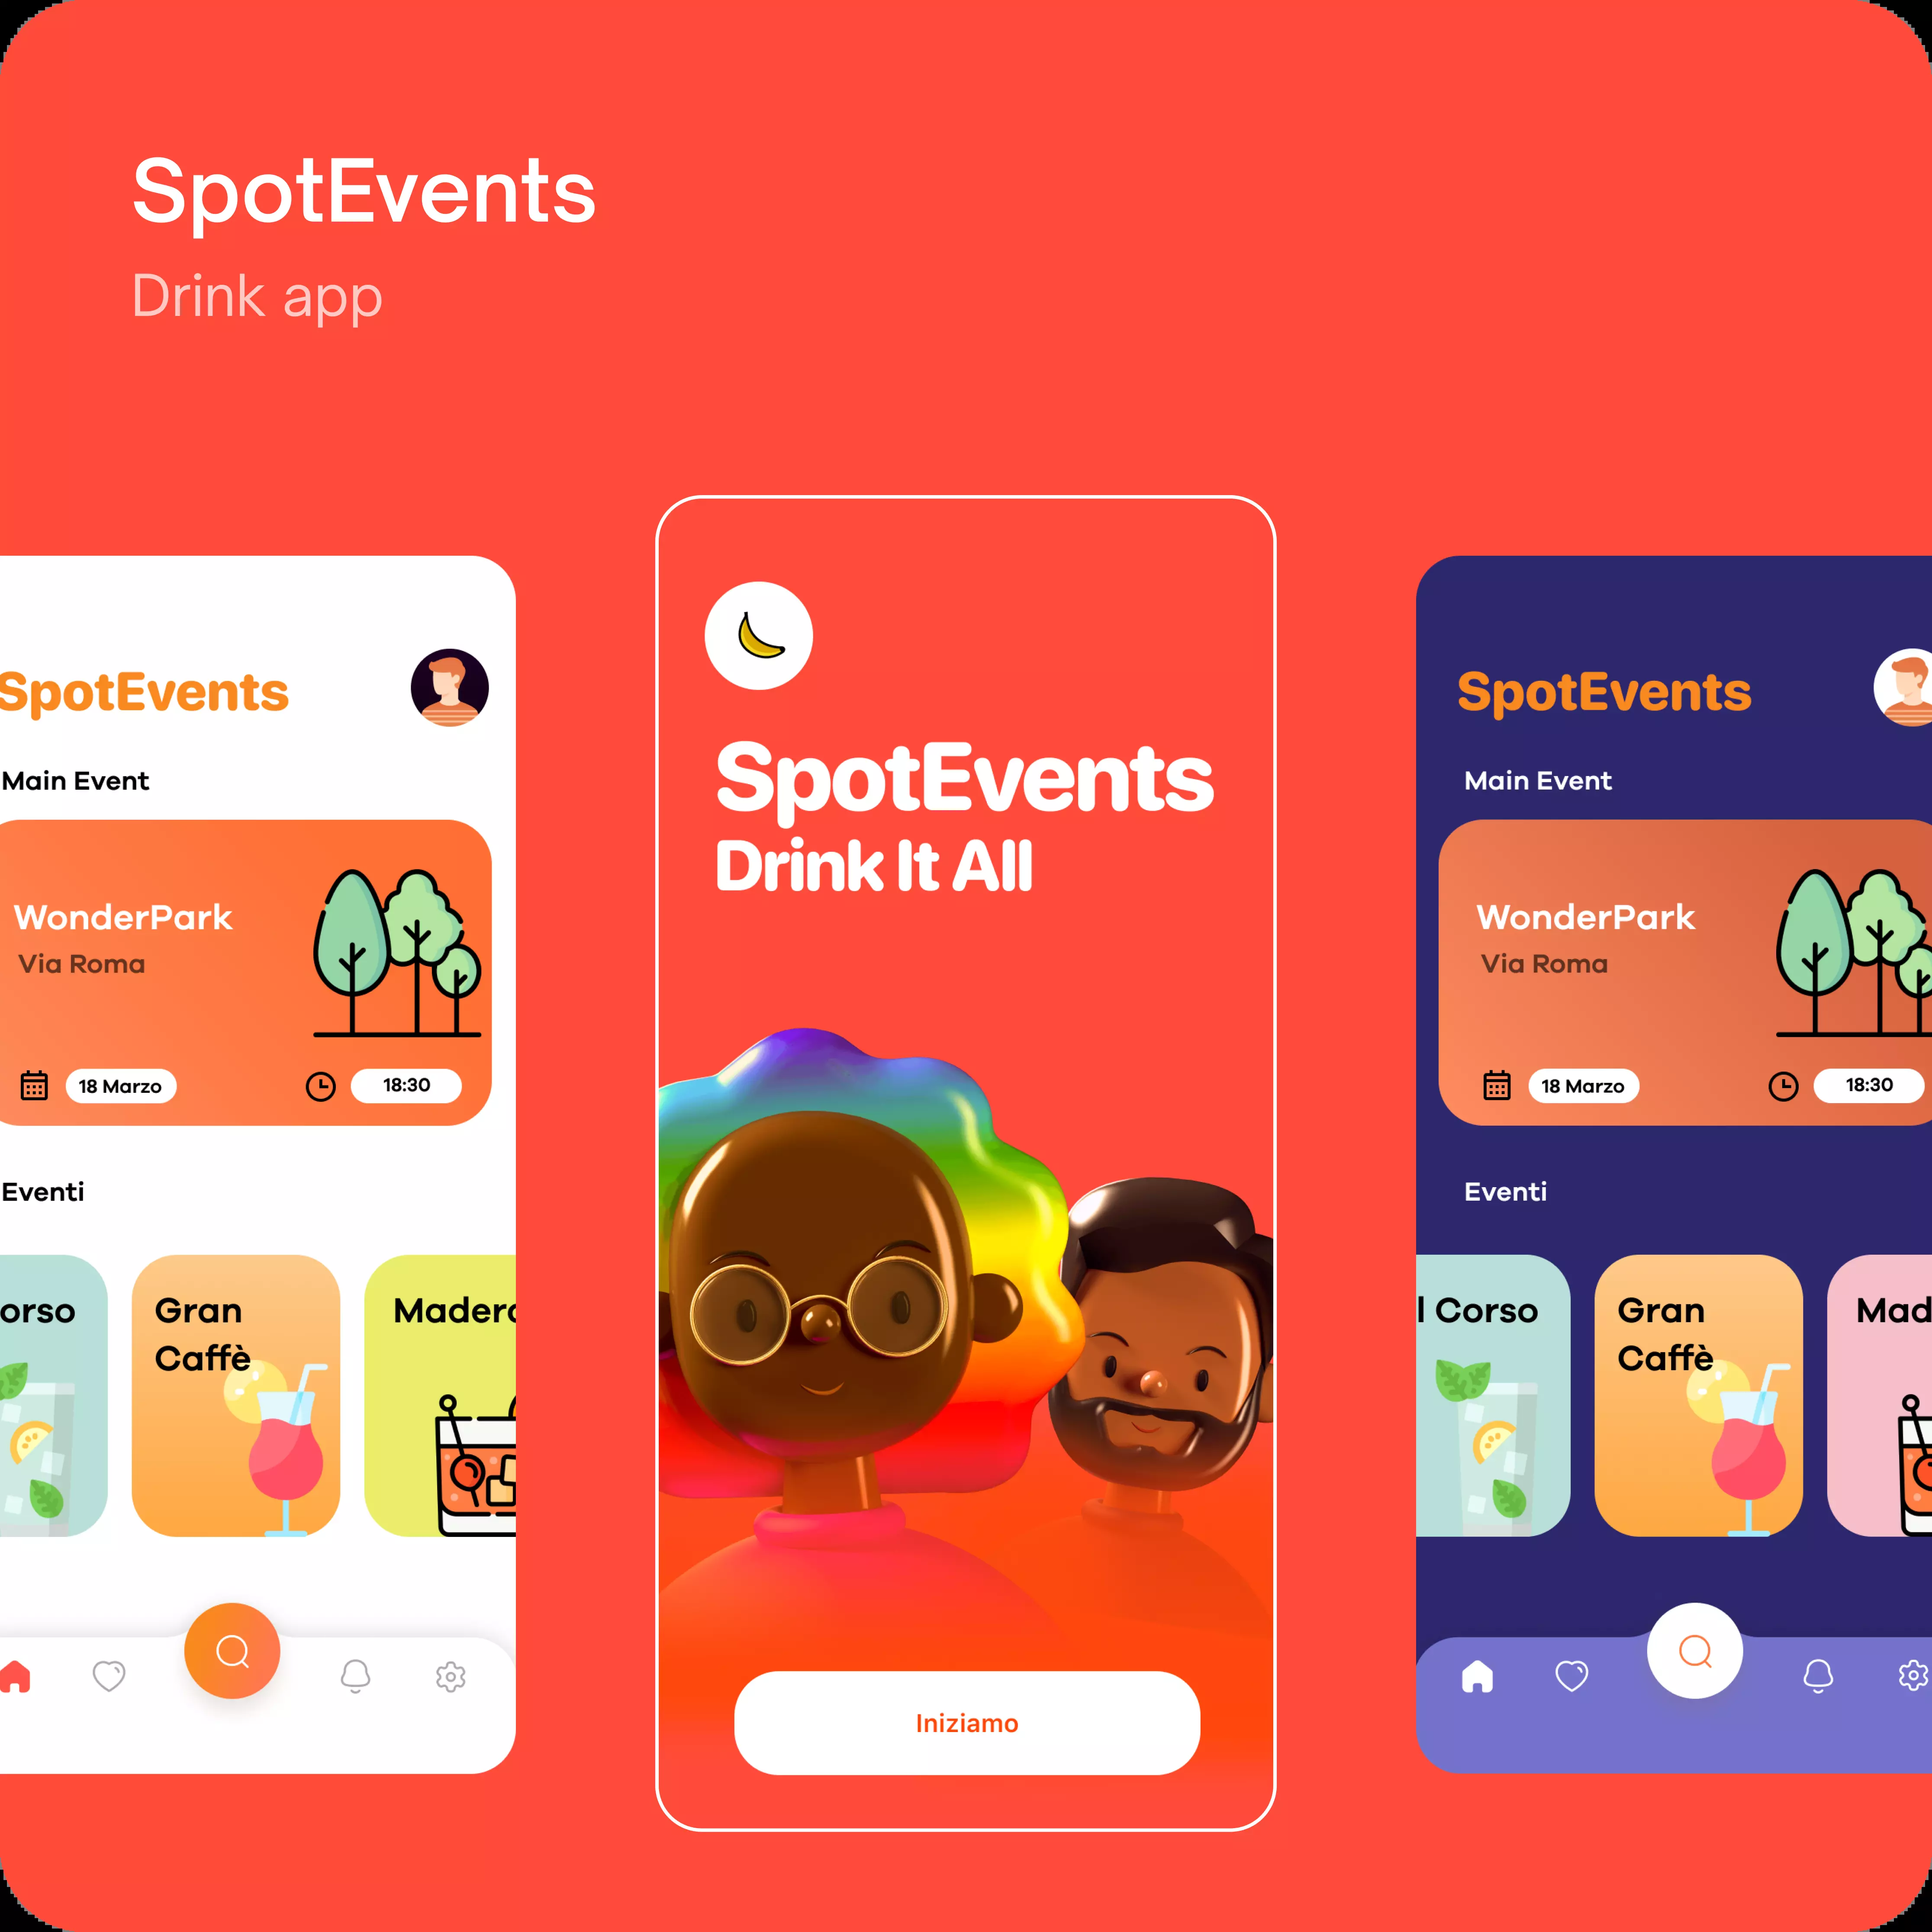 SpotEvents
Drink app
SpotEvents
Main Event
WonderPark
Via Roma
18 Marzo
18:30
Eventi
orso
Gran
Caffè
Madero
SpotEvents
Drink It All
Iniziamo
SpotEvents
Main Event
WonderPark
Via Roma
18 Marzo
18:30
Eventi
l Corso
Gran
Caffè
Mad